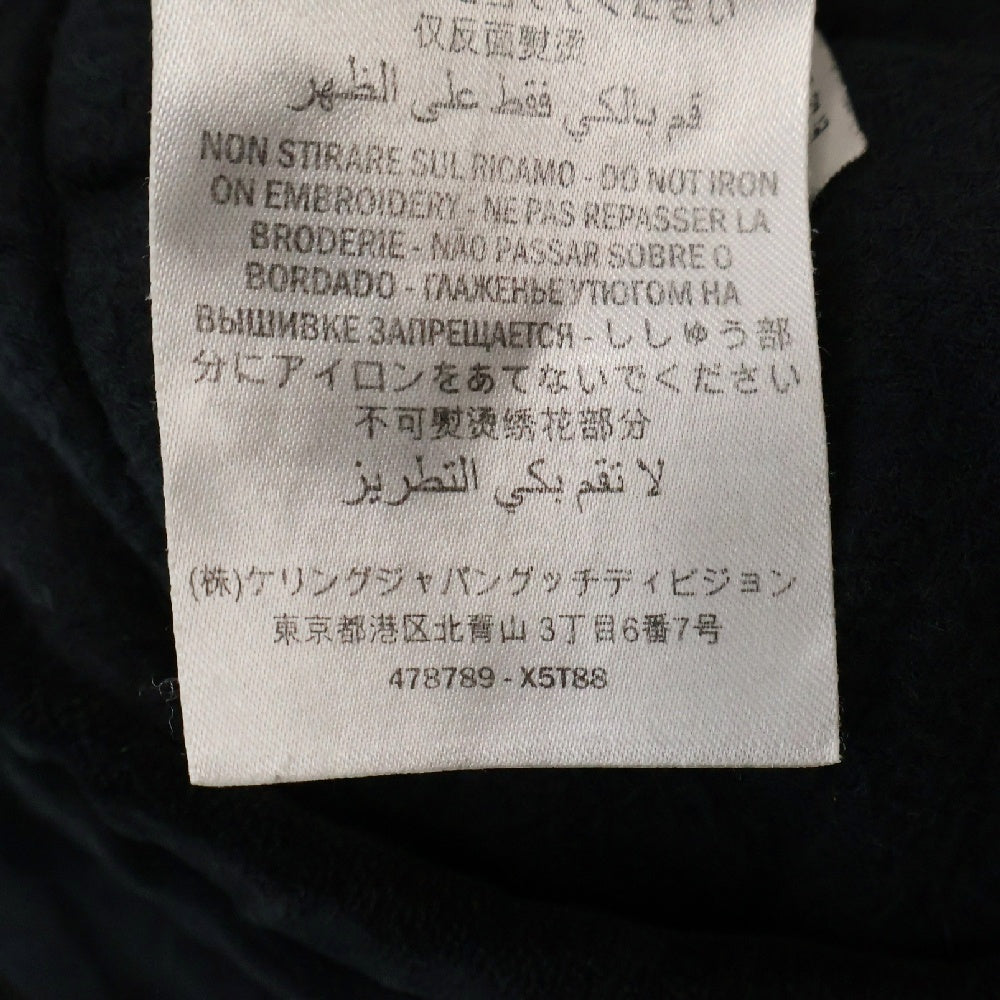 てください
仅反面熨烫
قم بالكي فقط على الظهر
NON STIRARE SUL RICAMO - DO NOT IRON
ON EMBROIDERY - NE PAS REPASSER LA
BRODERIE - NÃO PASSAR SOBRE O
BORDADO - ГЛАЖЕНЬЕ УТЮГОМ НА
ВЫШИВКЕ ЗАПРЕЩАЕТСЯ - ししゅう部
分にアイロンをあてないでください
不可熨烫绣花部分
لا تقم بكي التطريز
(株)ケリングジャパングッチディビジョン
東京都港区北青山 3丁目6番7号
478789 - X5T88